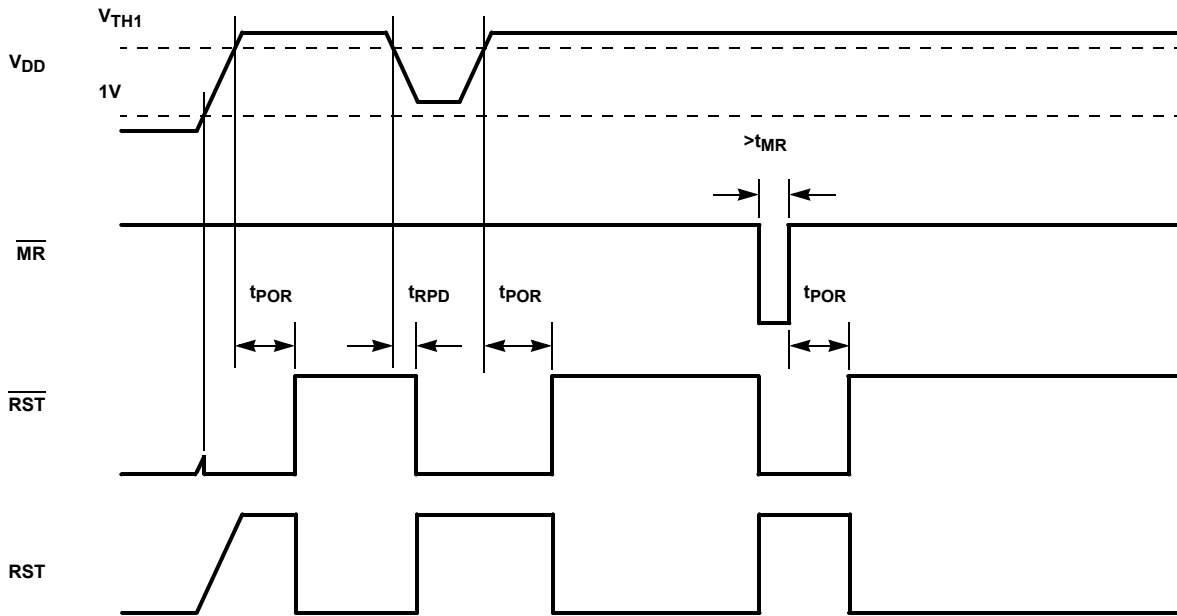 VTH1
VDD
1V
>tMR
MR
tPOR
tRPD
tPOR
tPOR
RST
RST